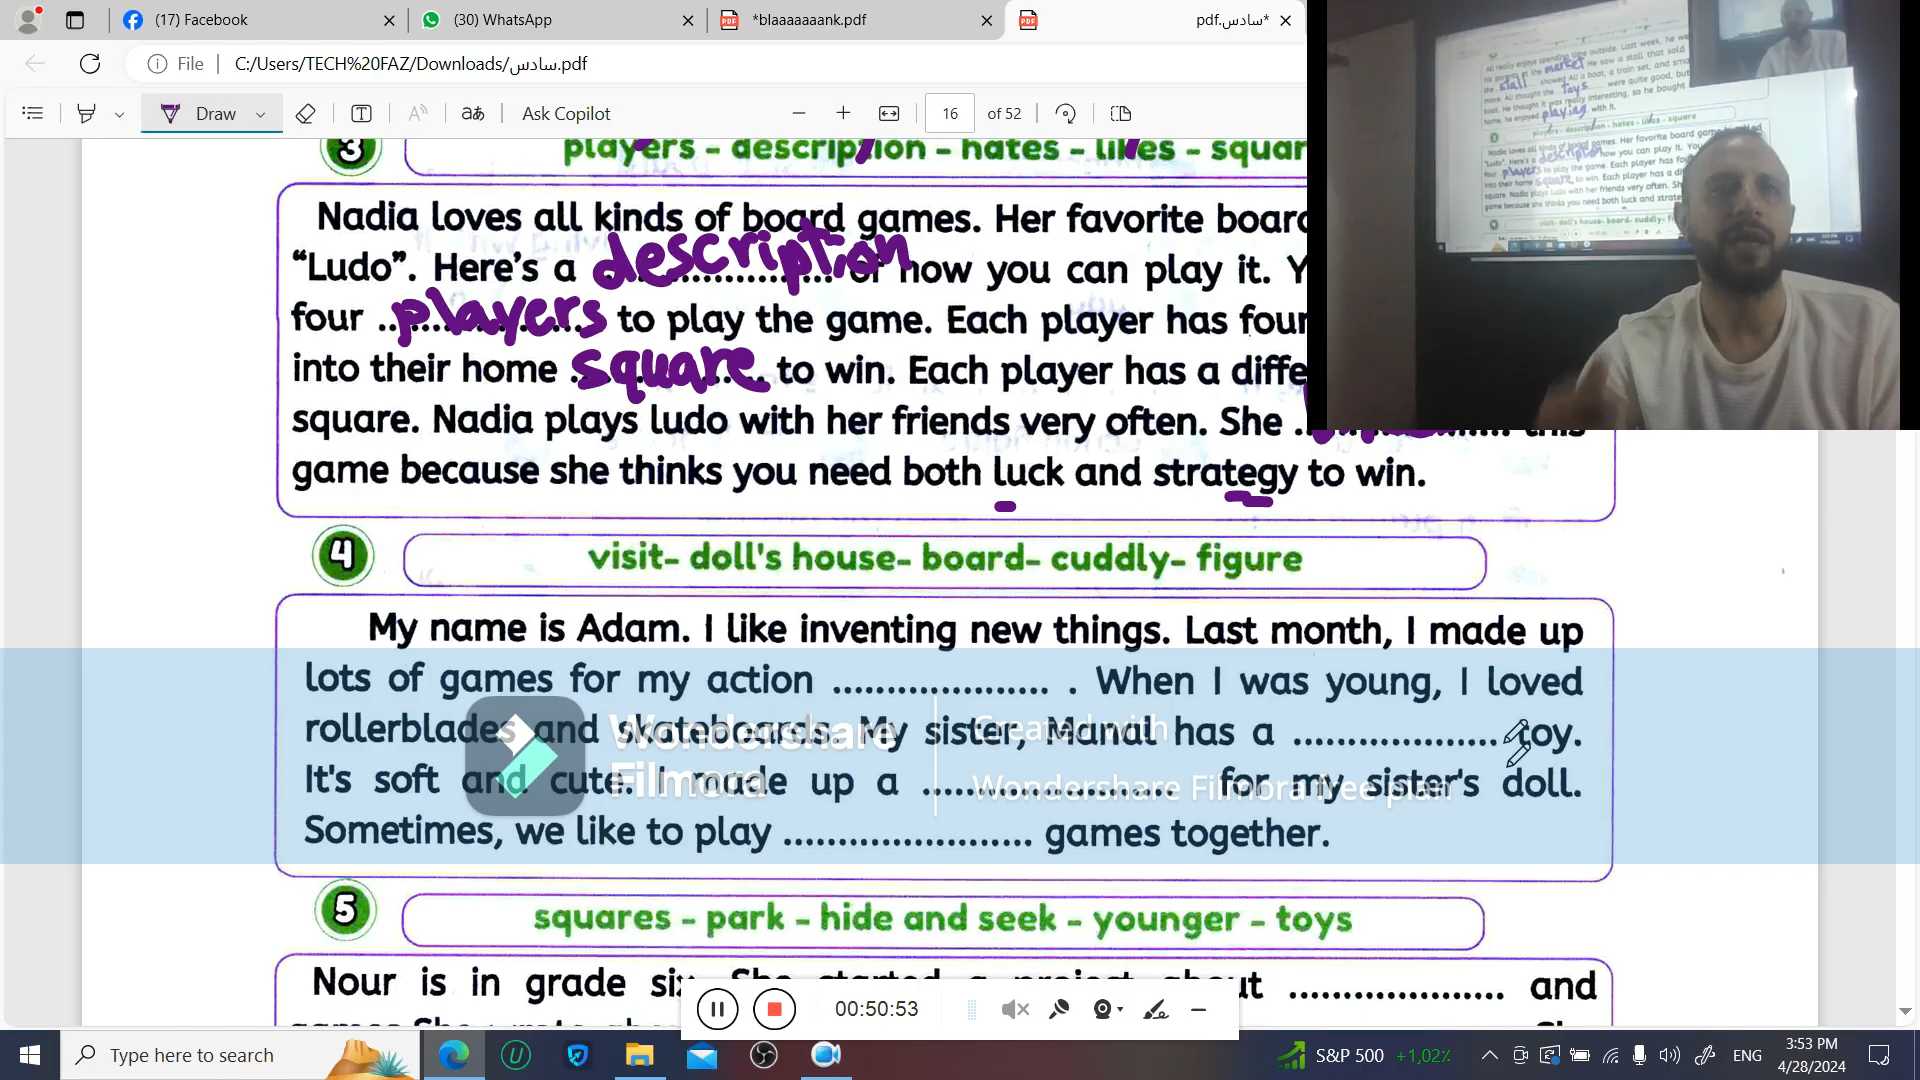 (17) Facebook
(30) WhatsApp
*blaaaaaaank.pdf
سادس.pdf*
File
C:/Users/TECH%20FAZ/Downloads/سادس.pdf
Draw
T
aあ
Ask Copilot
16 of 52
3
players - description - hates - likes - squar
Nadia loves all kinds of board games. Her favorite boar
"Ludo". Here's a description of how you can play it. Y
four players to play the game. Each player has four
into their home square to win. Each player has a diffe
square. Nadia plays ludo with her friends very often. She .................... this
game because she thinks you need both luck and strategy to win.
4
visit- doll's house- board- cuddly- figure
My name is Adam. I like inventing new things. Last month, I made up
lots of games for my action .................... . When I was young, I loved
rollerblades and skateboards. My sister, Manal has a .................... toy.
It's soft and cute. I made up a ........................ for my sister's doll.
Sometimes, we like to play ....................... games together.
Wondershare
Filmora
Created with
Wondershare Filmora free plan
5
squares - park - hide and seek - younger - toys
Nour is in grade six. She started a project about .................... and
00:50:53
Type here to search
S&P 500 +1,02%
ENG
3:53 PM
4/28/2024